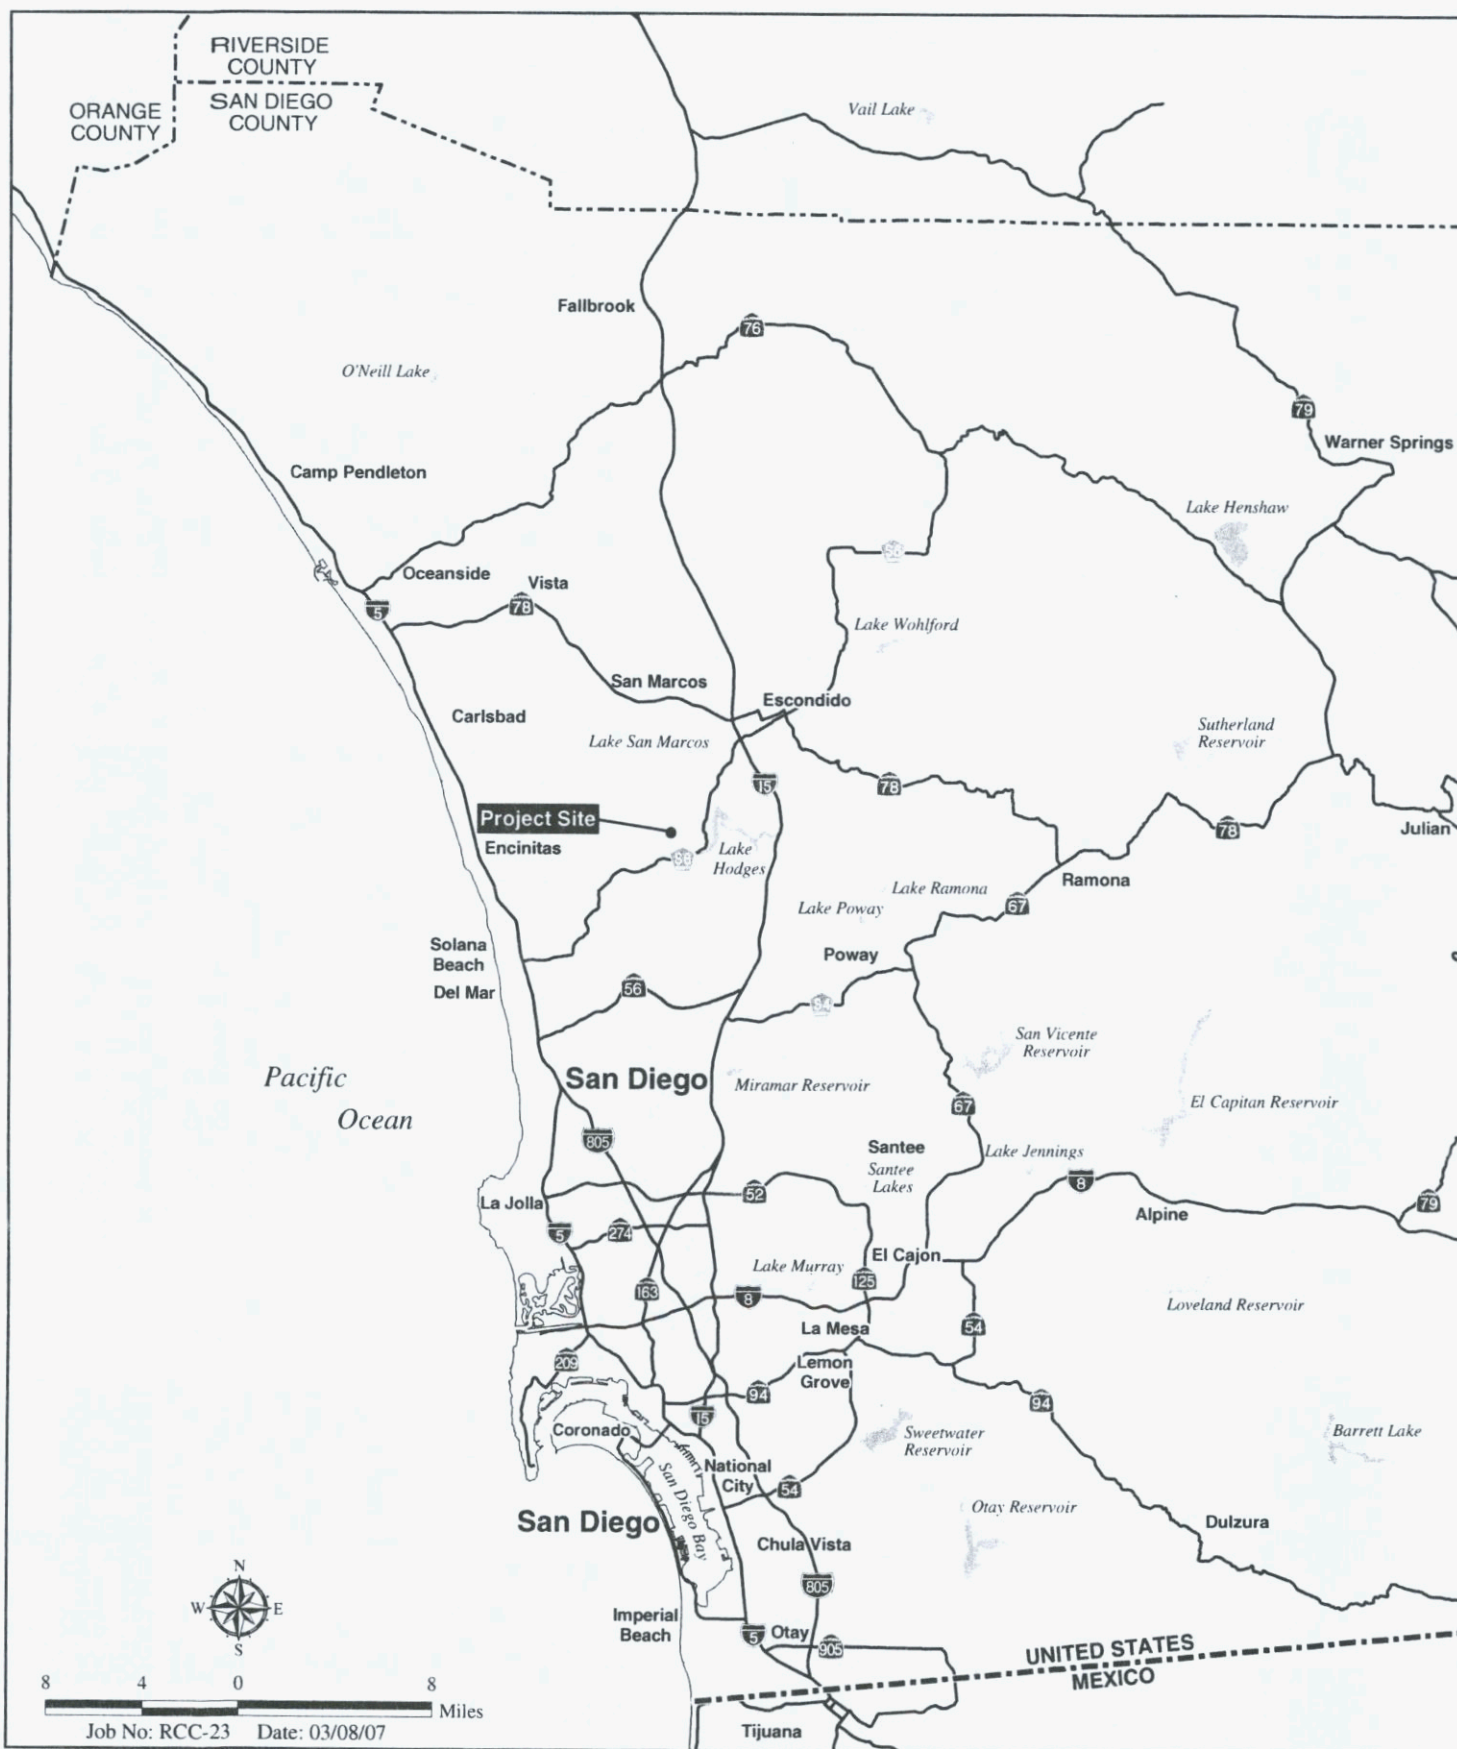 RIVERSIDE
COUNTY
ORANGE
COUNTY
SAN DIEGO
COUNTY
Vail Lake
Fallbrook
76
O'Neill Lake
79
Warner Springs
Camp Pendleton
Lake Henshaw
S6
Oceanside
Vista
5
78
Lake Wohlford
San Marcos
Escondido
Carlsbad
Lake San Marcos
Sutherland
Reservoir
15
78
Project Site
78
Julian
Encinitas
S6
Lake
Hodges
Ramona
Lake Ramona
67
Lake Poway
Solana
Beach
Poway
Del Mar
56
S4
San Vicente
Reservoir
Pacific
Ocean
San Diego
Miramar Reservoir
67
El Capitan Reservoir
805
Santee
Santee
Lakes
Lake Jennings
8
52
La Jolla
Alpine
79
5
274
El Cajon
Lake Murray
125
163
8
Loveland Reservoir
La Mesa
54
209
Lemon
Grove
94
94
15
Coronado
Sweetwater
Reservoir
Barrett Lake
National
City
54
San Diego Bay
Otay Reservoir
San Diego
Dulzura
Chula Vista
805
N
W
E
S
Imperial
Beach
5
Otay
905
UNITED STATES
MEXICO
8 4 0 8
Miles
Job No: RCC-23 Date: 03/08/07
Tijuana